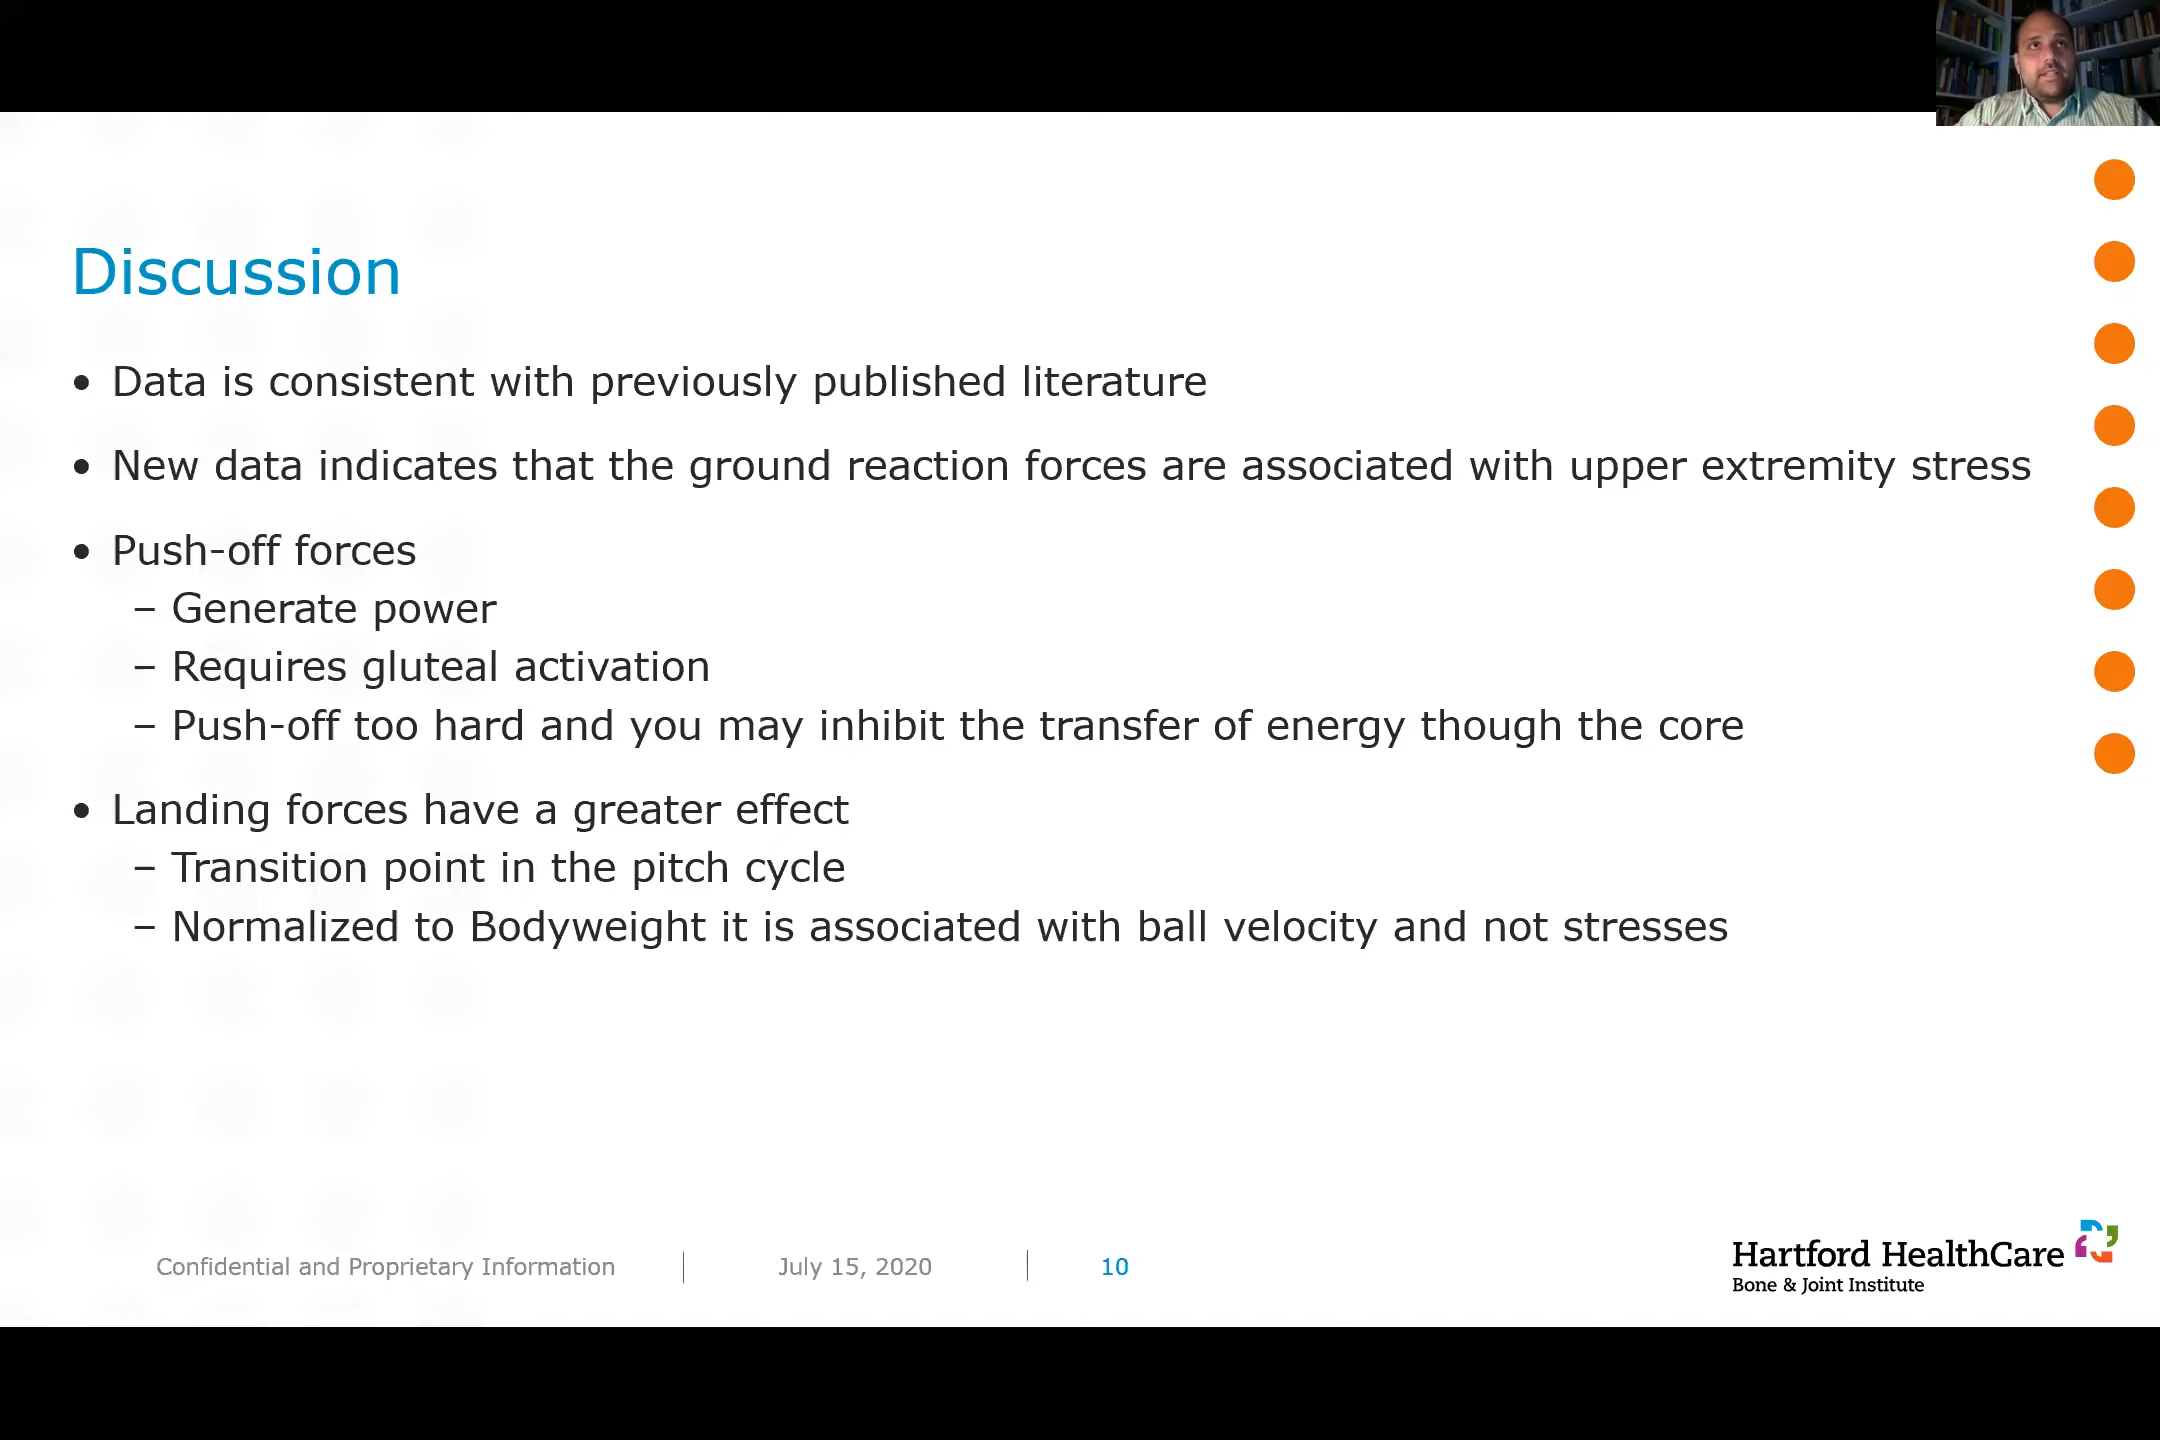 Discussion
• Data is consistent with previously published literature
• New data indicates that the ground reaction forces are associated with upper extremity stress
• Push-off forces
– Generate power
– Requires gluteal activation
– Push-off too hard and you may inhibit the transfer of energy though the core
• Landing forces have a greater effect
– Transition point in the pitch cycle
– Normalized to Bodyweight it is associated with ball velocity and not stresses
Confidential and Proprietary Information | July 15, 2020 | 10
Hartford HealthCare
Bone & Joint Institute